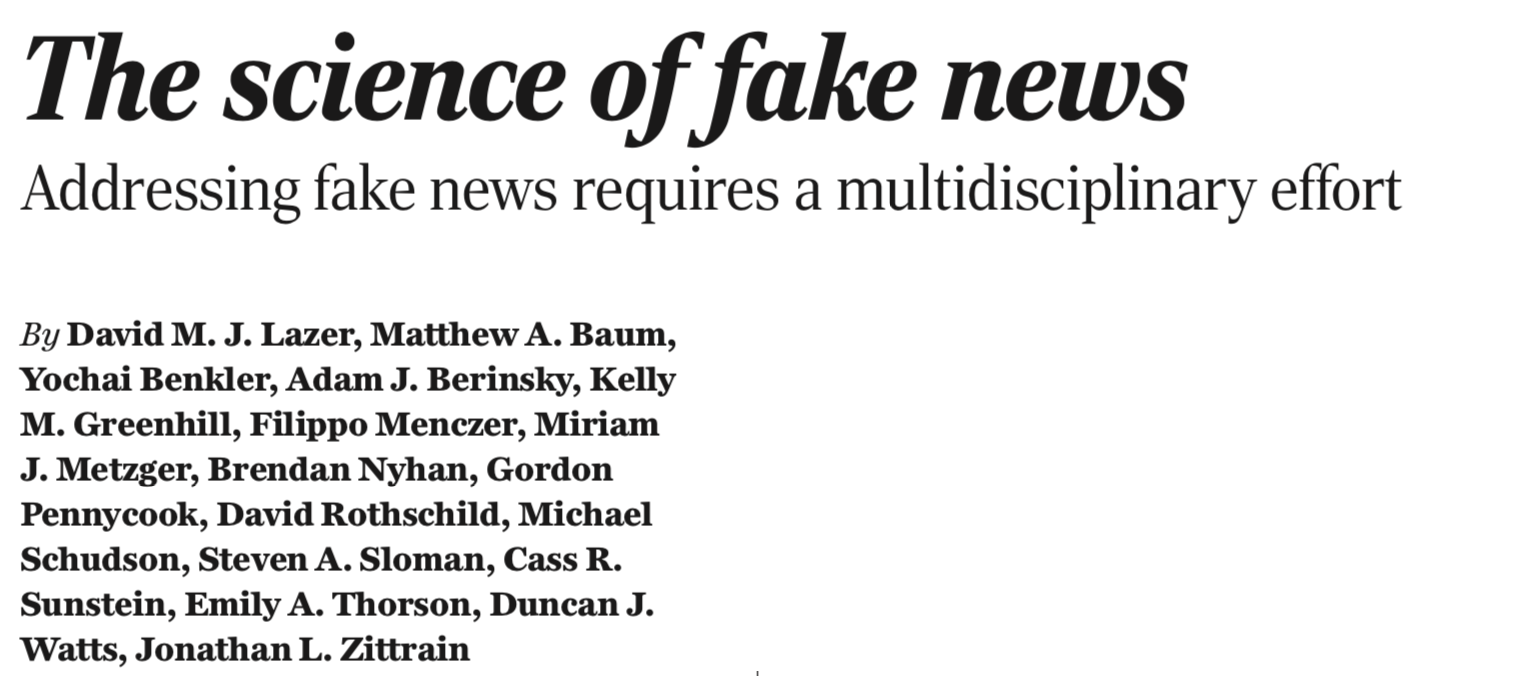 The science of fake news
Addressing fake news requires a multidisciplinary effort
By David M. J. Lazer, Matthew A. Baum,
Yochai Benkler, Adam J. Berinsky, Kelly
M. Greenhill, Filippo Menczer, Miriam
J. Metzger, Brendan Nyhan, Gordon
Pennycook, David Rothschild, Michael
Schudson, Steven A. Sloman, Cass R.
Sunstein, Emily A. Thorson, Duncan J.
Watts, Jonathan L. Zittrain